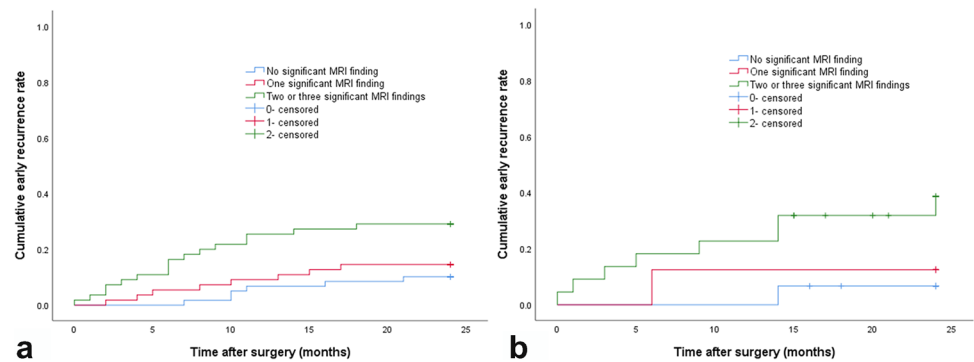 Cumulative early recurrence rate
1.0
0.8
0.6
0.4
0.2
0.0
No significant MRI finding
One significant MRI finding
Two or three significant MRI findings
0- censored
1- censored
2- censored
0 5 10 15 20 25
Time after surgery (months)
a
Cumulative early recurrence rate
1.0
0.8
0.6
0.4
0.2
0.0
No significant MRI finding
One significant MRI finding
Two or three significant MRI findings
0- censored
1- censored
2- censored
0 5 10 15 20 25
Time after surgery (months)
b